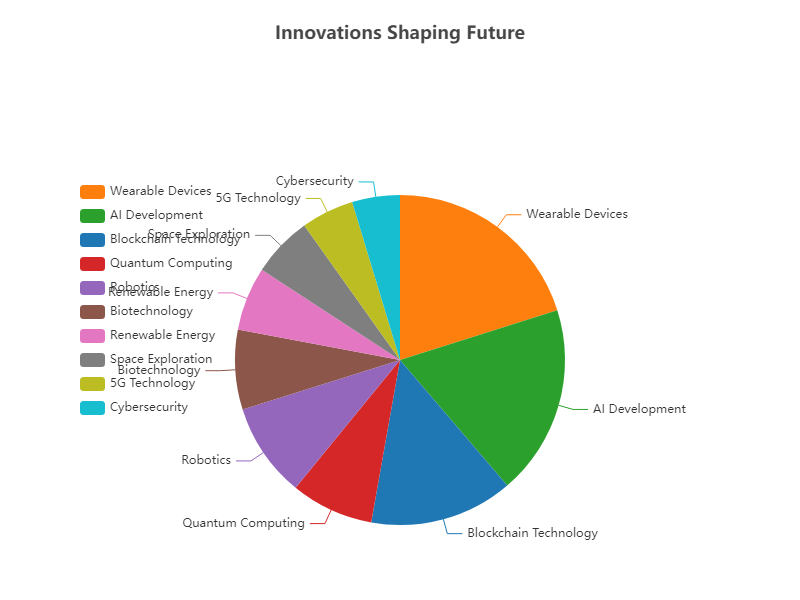 Innovations Shaping Future
Wearable Devices
AI Development
Blockchain Technology
Quantum Computing
Robotics
Biotechnology
Renewable Energy
Space Exploration
5G Technology
Cybersecurity
Cybersecurity
5G Technology
Space Exploration
Renewable Energy
Biotechnology
Robotics
Quantum Computing
Wearable Devices
AI Development
Blockchain Technology